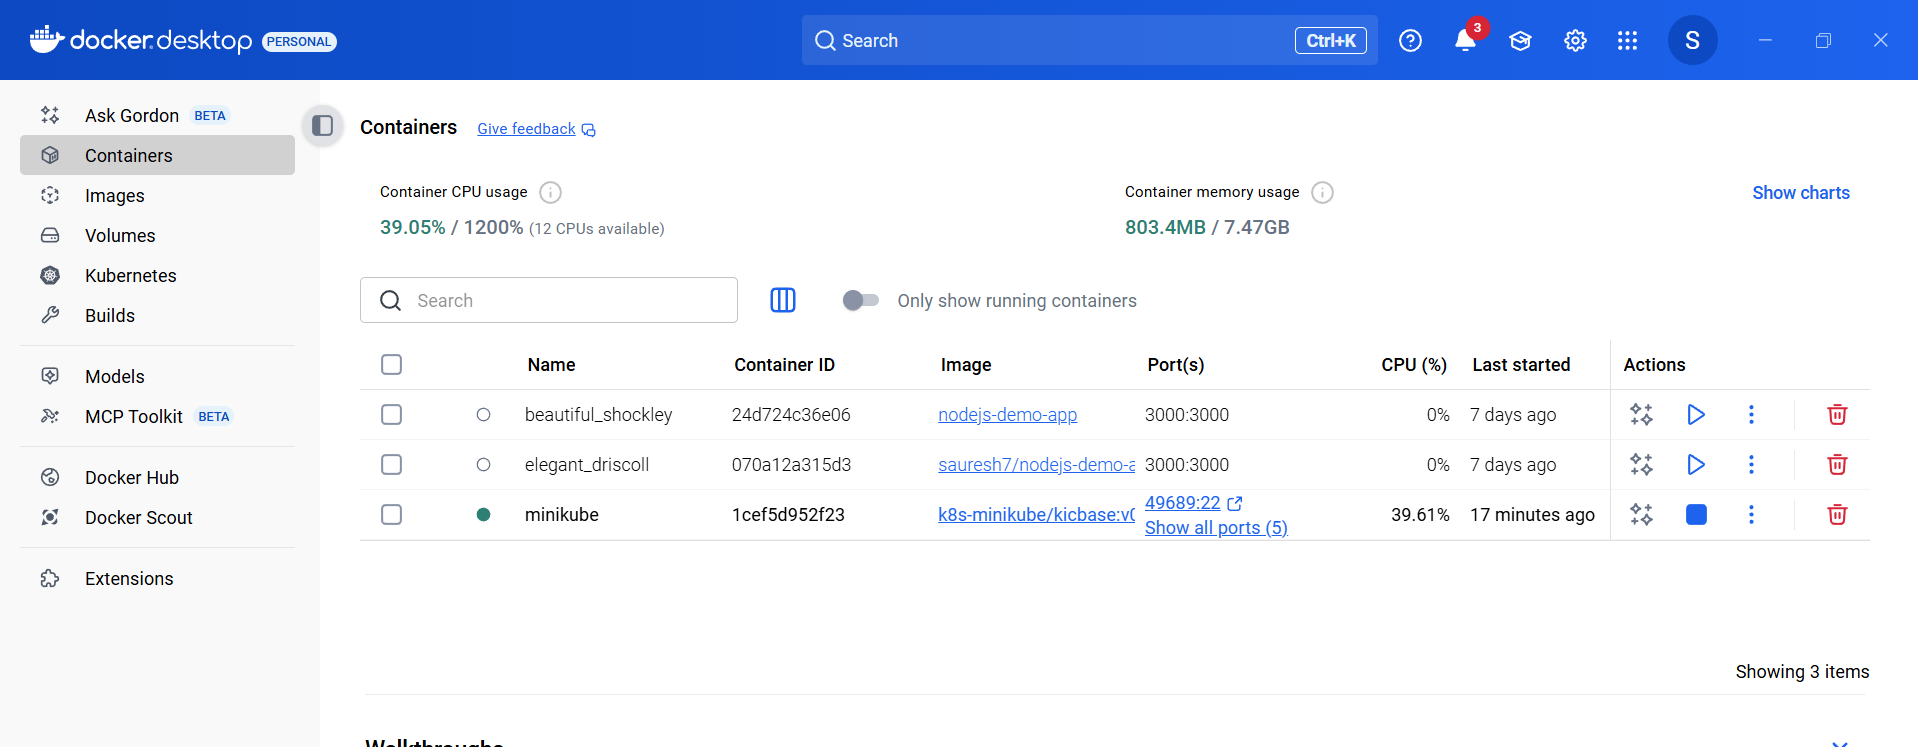 docker.desktop PERSONAL
Search Ctrl+K
3
S
Ask Gordon BETA
Containers
Images
Volumes
Kubernetes
Builds
Models
MCP Toolkit BETA
Docker Hub
Docker Scout
Extensions
Containers Give feedback
Container CPU usage
39.05% / 1200% (12 CPUs available)
Container memory usage
803.4MB / 7.47GB
Show charts
Search
Only show running containers
Name Container ID Image Port(s) CPU (%) Last started Actions
beautiful_shockley 24d724c36e06 nodejs-demo-app 3000:3000 0% 7 days ago
elegant_driscoll 070a12a315d3 sauresh7/nodejs-demo-a 3000:3000 0% 7 days ago
minikube 1cef5d952f23 k8s-minikube/kicbase:v0 49689:22 39.61% 17 minutes ago
Show all ports (5)
Showing 3 items
Walkthroughs